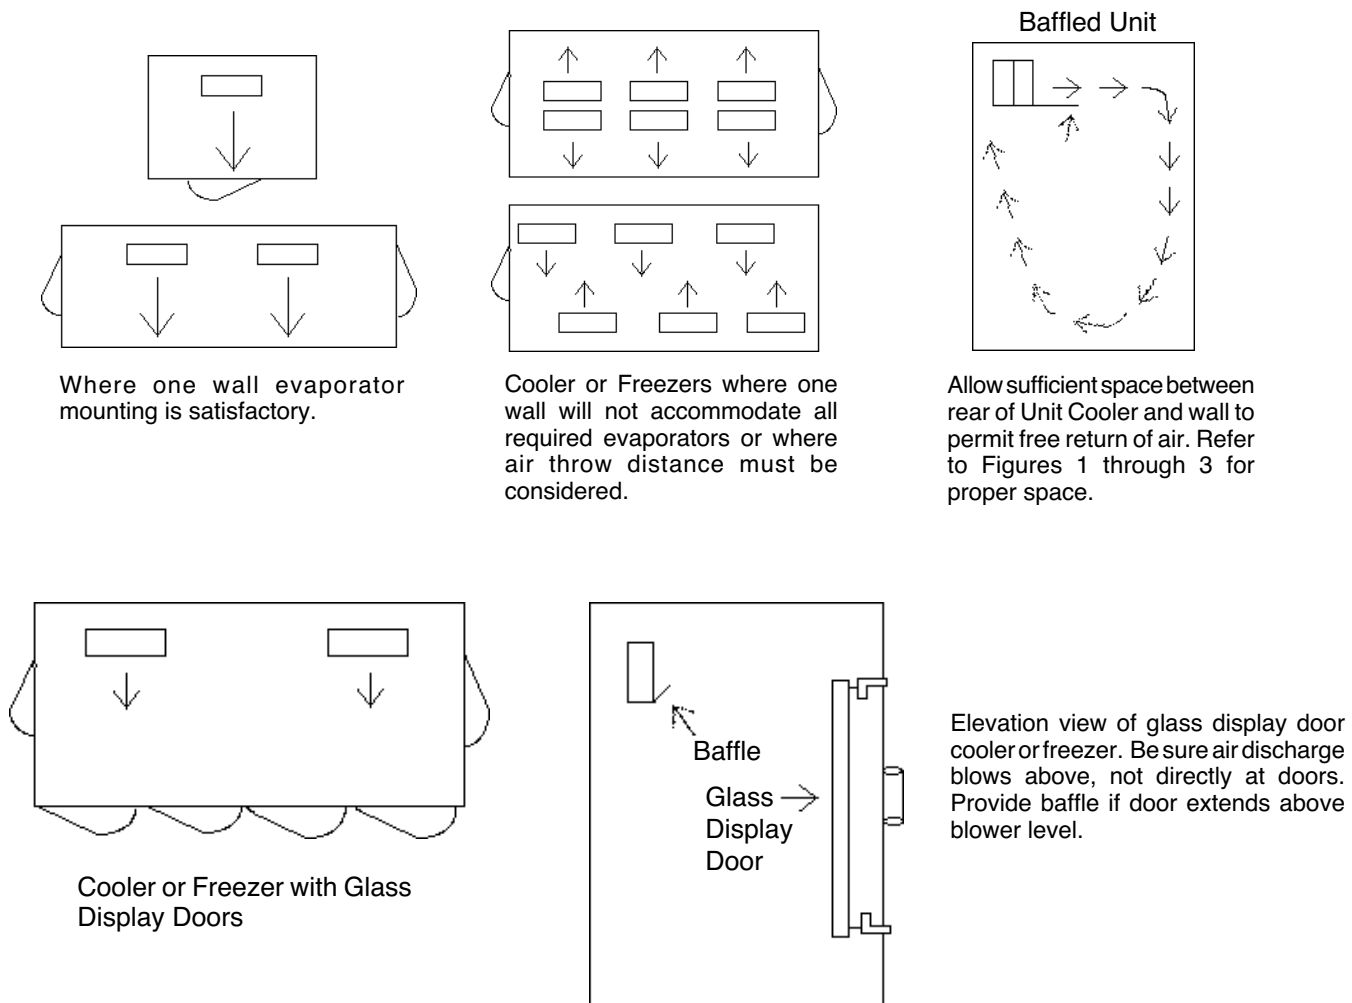 Baffled Unit
Where one wall evaporator
mounting is satisfactory.
Cooler or Freezers where one
wall will not accommodate all
required evaporators or where
air throw distance must be
considered.
Allow sufficient space between
rear of Unit Cooler and wall to
permit free return of air. Refer
to Figures 1 through 3 for
proper space.
Cooler or Freezer with Glass
Display Doors
Baffle
Glass
Display
Door
Elevation view of glass display door
cooler or freezer. Be sure air discharge
blows above, not directly at doors.
Provide baffle if door extends above
blower level.